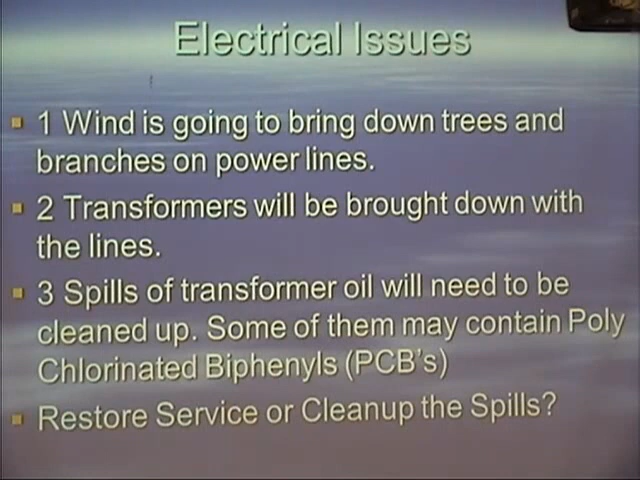 Electrical Issues
1 Wind is going to bring down trees and
branches on power lines.
2 Transformers will be brought down with
the lines.
3 Spills of transformer oil will need to be
cleaned up. Some of them may contain Poly
Chlorinated Biphenyls (PCB's)
Restore Service or Cleanup the Spills?